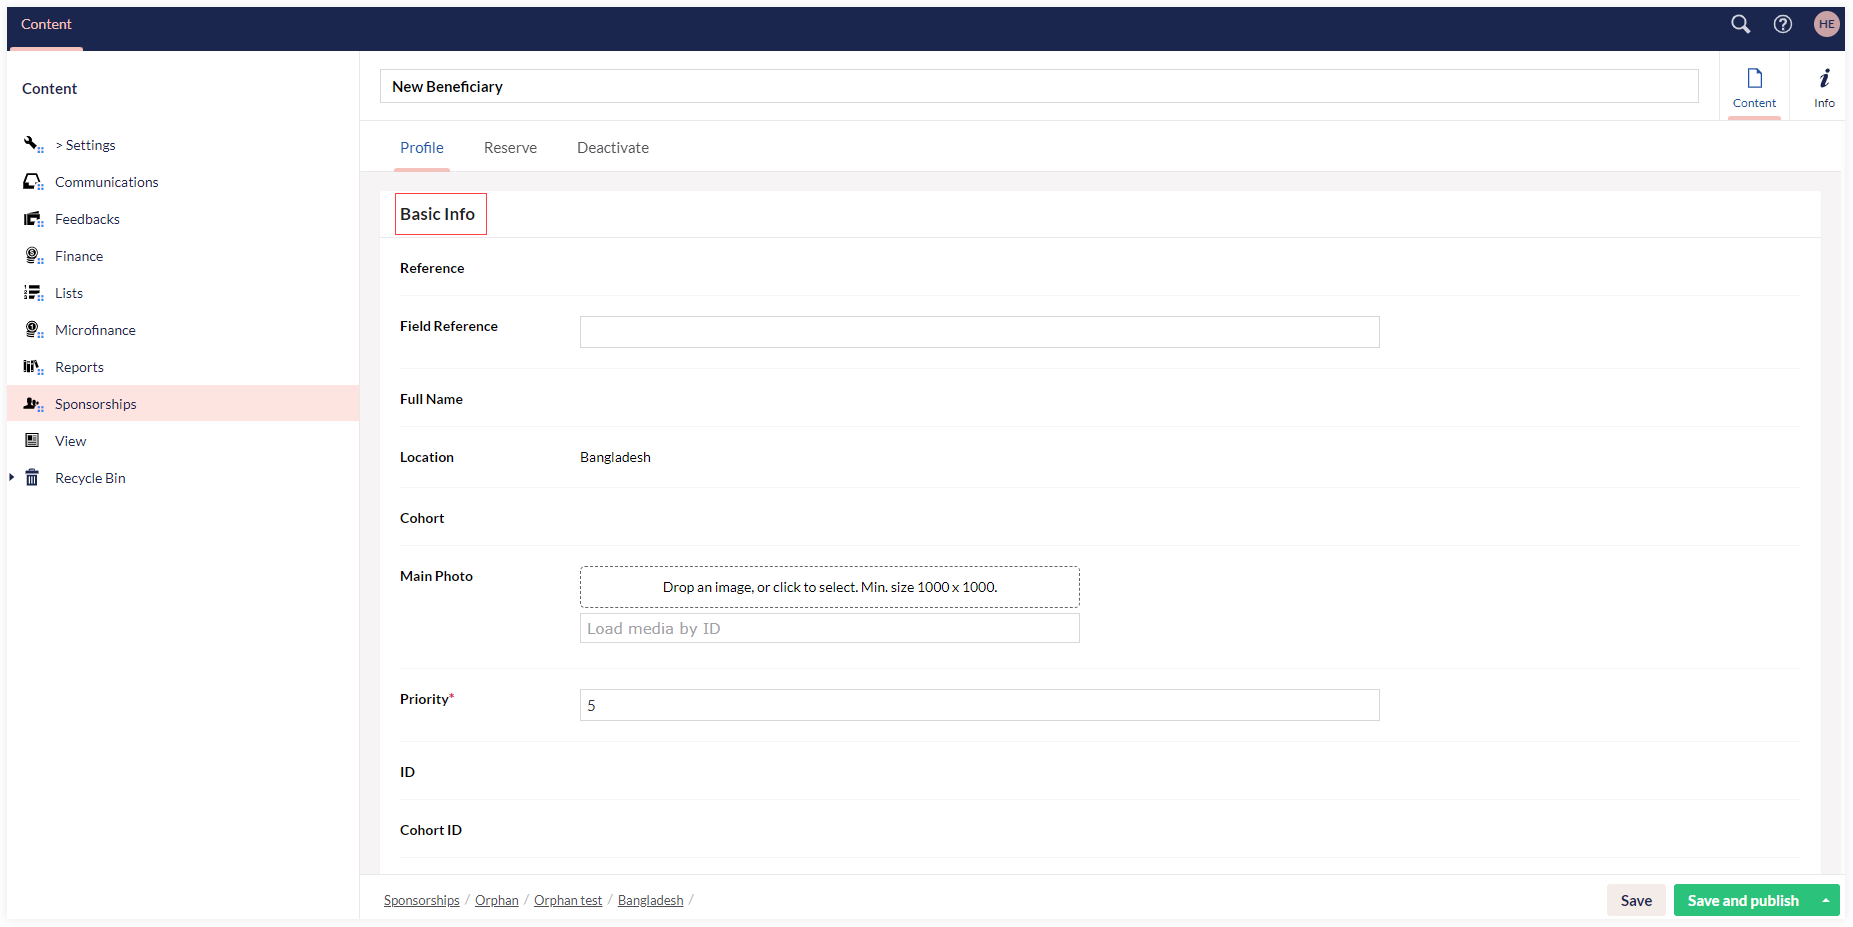 Content
HE
Content
> Settings
Communications
Feedbacks
Finance
Lists
Microfinance
Reports
Sponsorships
View
Recycle Bin
New Beneficiary
Content
Info
Profile Reserve Deactivate
Basic Info
Reference
Field Reference
Full Name
Location Bangladesh
Cohort
Main Photo
Drop an image, or click to select. Min. size 1000 x 1000.
Load media by ID
Priority* 5
ID
Cohort ID
Sponsorships / Orphan / Orphan test / Bangladesh /
Save
Save and publish